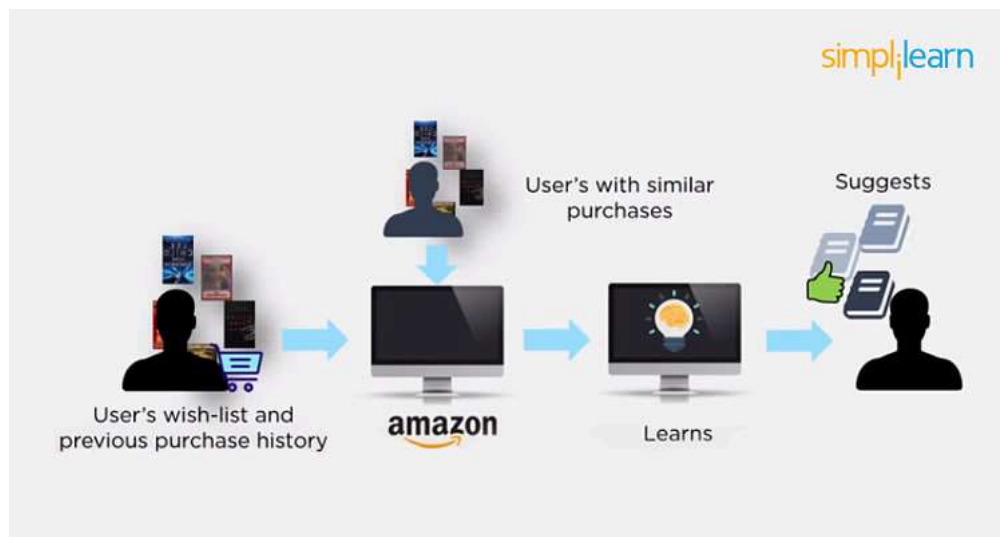 simplilearn
User's with similar
purchases
Suggests
User's wish-list and
previous purchase history
amazon
Learns